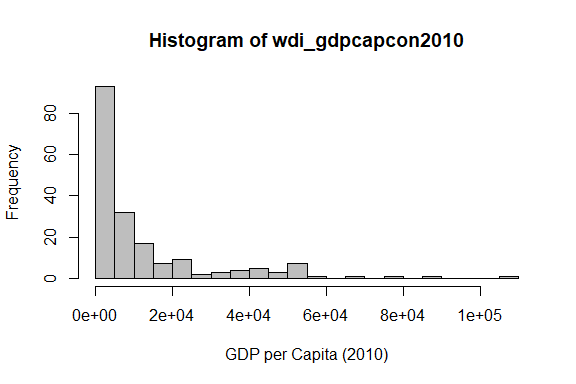 Histogram of wdi_gdpcapcon2010
Frequency
80
60
40
20
0
0e+00 2e+04 4e+04 6e+04 8e+04 1e+05
GDP per Capita (2010)